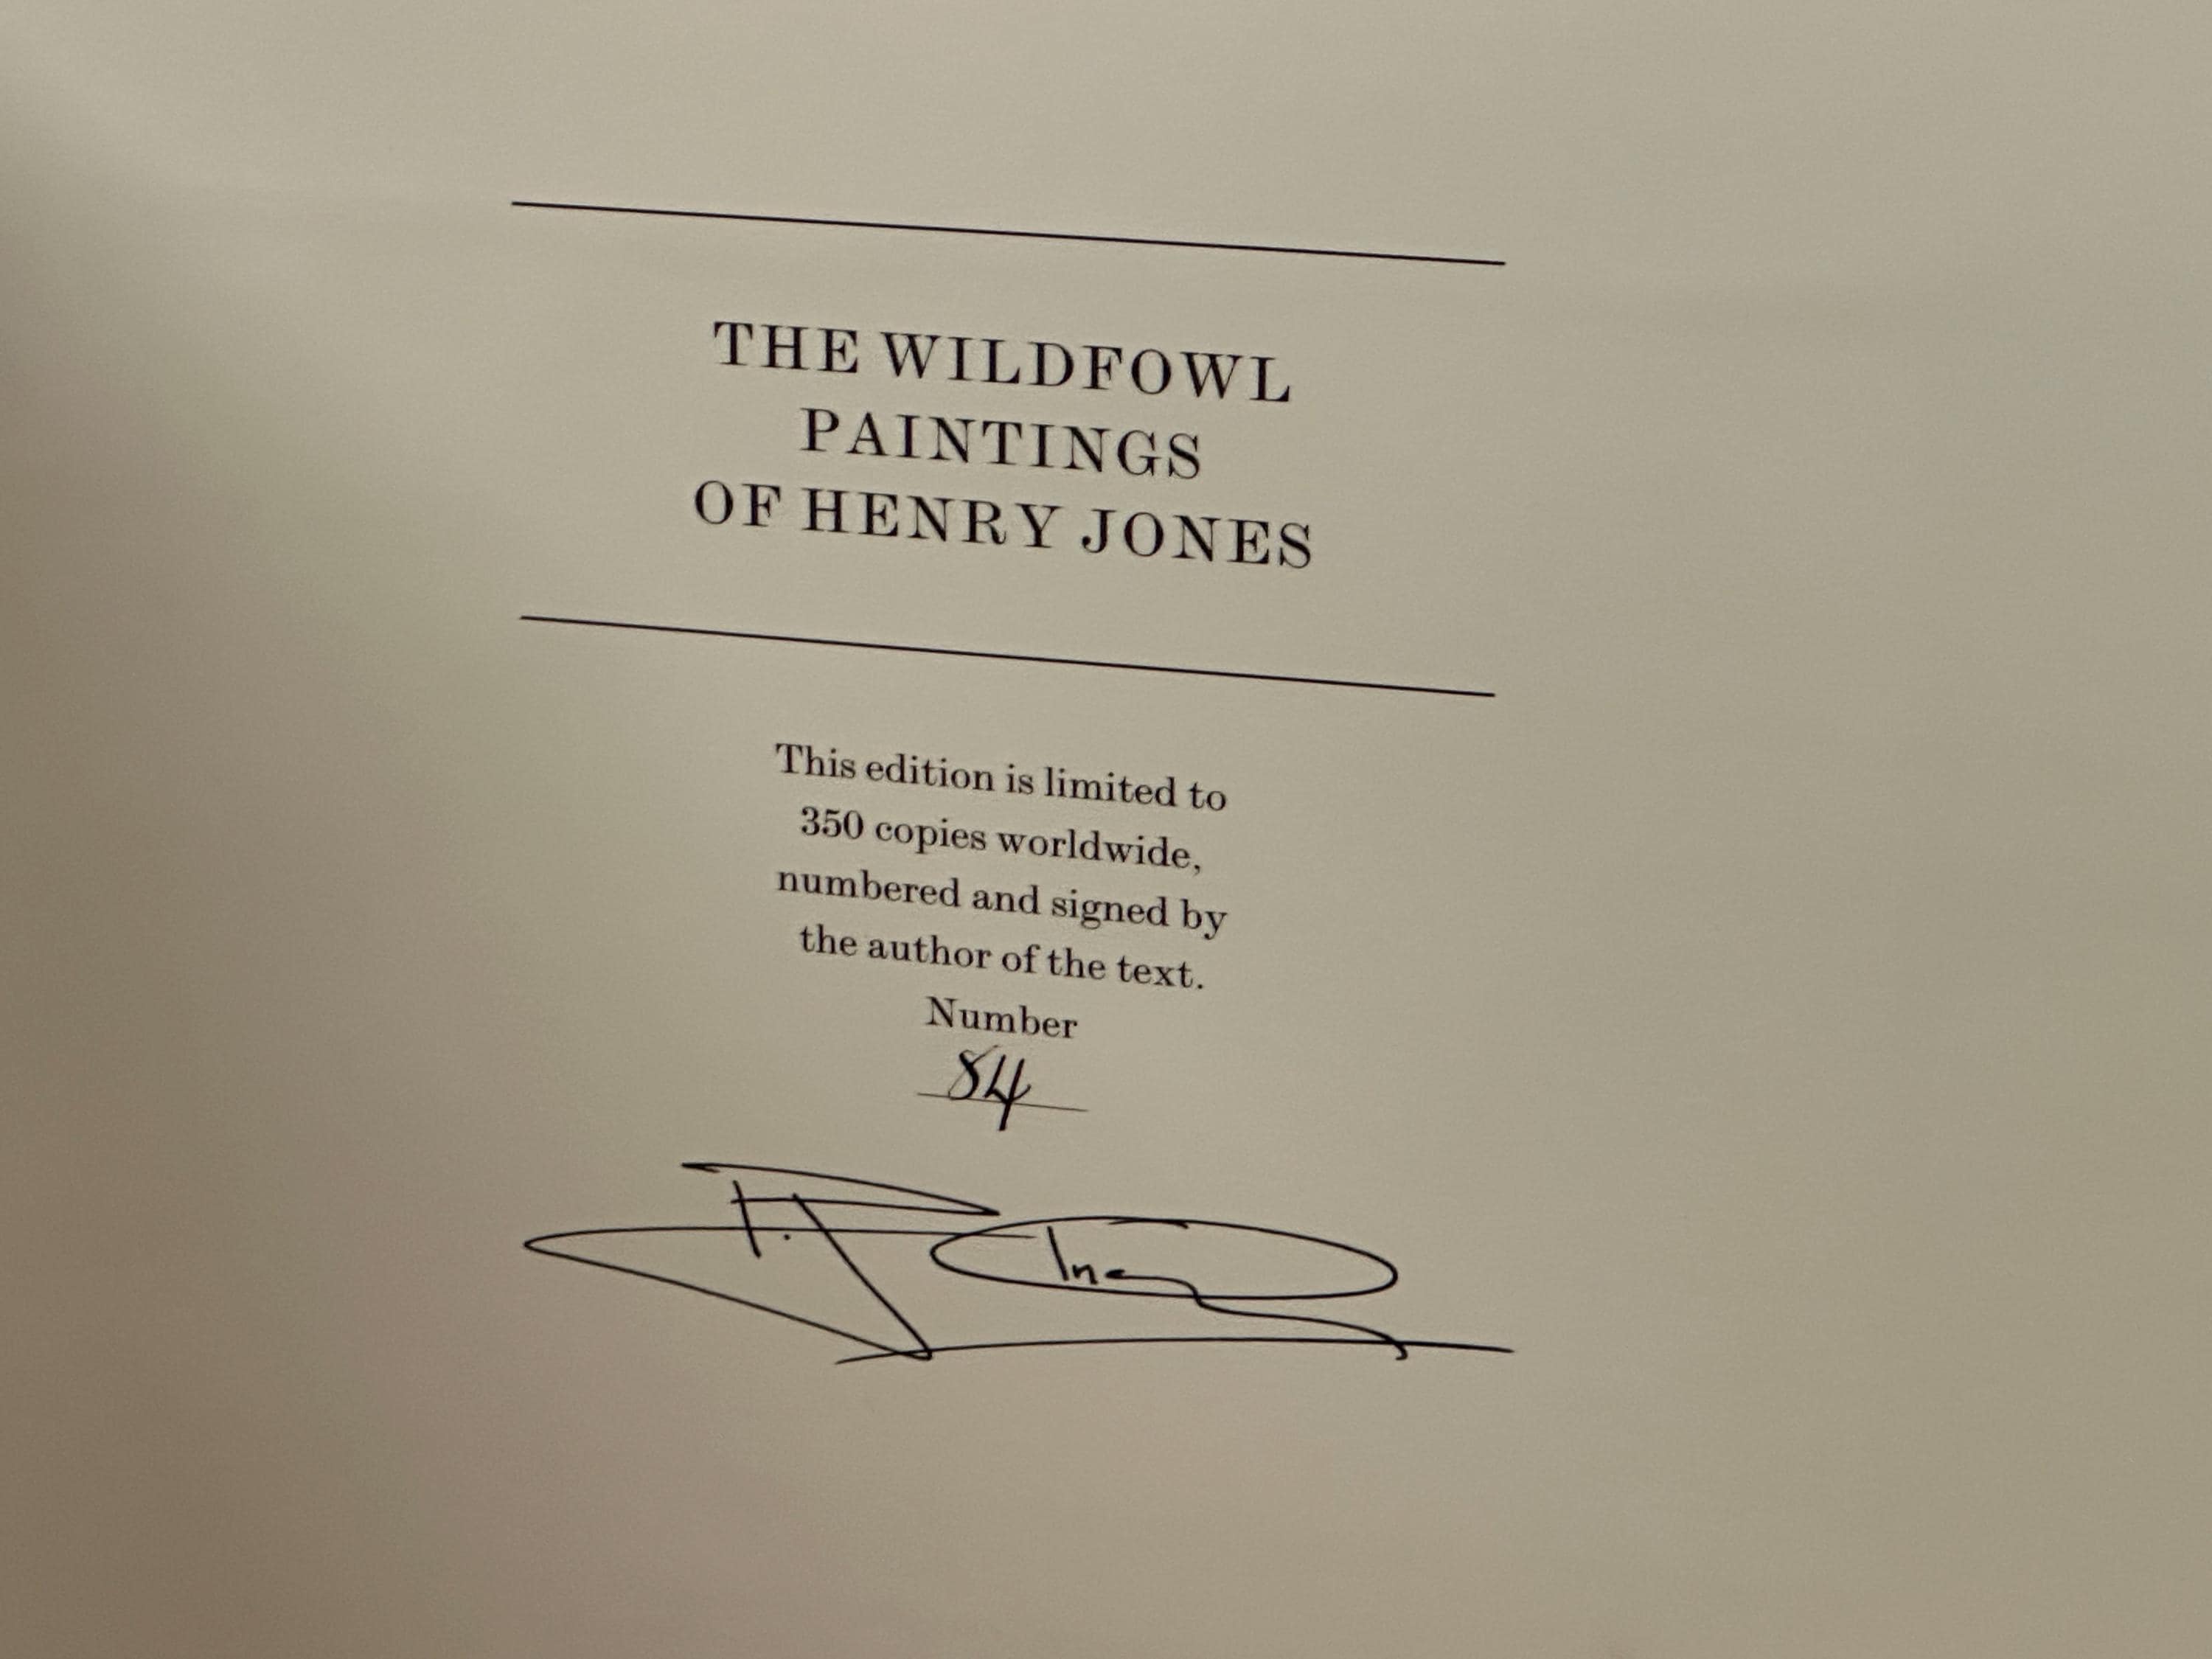 THE WILDFOWL
PAINTINGS
OF HENRY JONES
This edition is limited to
350 copies worldwide,
numbered and signed by
the author of the text.
Number
84